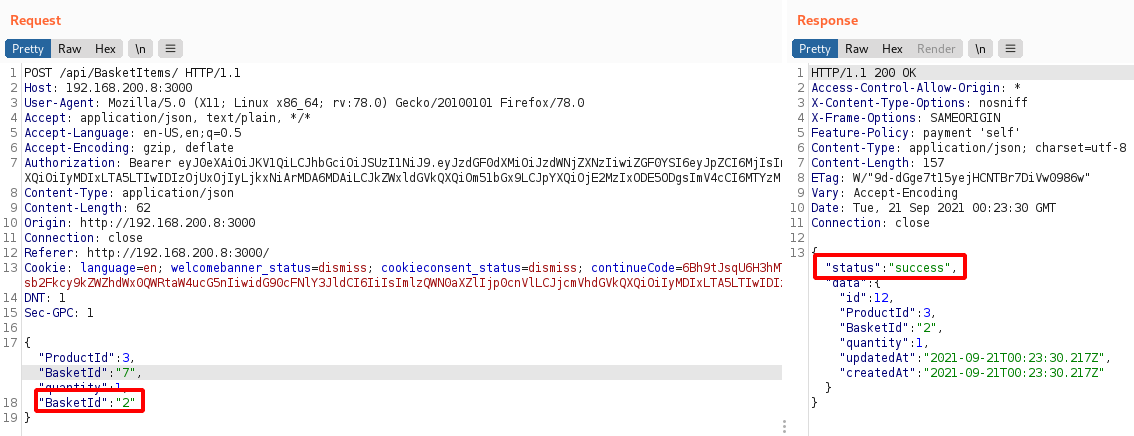 Request
Pretty Raw Hex \n
1 POST /api/BasketItems/ HTTP/1.1
2 Host: 192.168.200.8:3000
3 User-Agent: Mozilla/5.0 (X11; Linux x86_64; rv:78.0) Gecko/20100101 Firefox/78.0
4 Accept: application/json, text/plain, */*
5 Accept-Language: en-US,en;q=0.5
6 Accept-Encoding: gzip, deflate
7 Authorization: Bearer
8 Content-Type: application/json
9 Content-Length: 62
10 Origin: http://192.168.200.8:3000
11 Connection: close
12 Referer: http://192.168.200.8:3000/
13 Cookie: language=en; welcomebanner_status=dismiss; cookieconsent_status=dismiss;
14 DNT: 1
15 Sec-GPC: 1
16
17 {
"ProductId":3,
"BasketId":"7",
"quantity":1,
18 "BasketId":"2"
19 }
Response
Pretty Raw Hex Render \n
1 HTTP/1.1 200 OK
2 Access-Control-Allow-Origin: *
3 X-Content-Type-Options: nosniff
4 X-Frame-Options: SAMEORIGIN
5 Feature-Policy: payment 'self'
6 Content-Type: application/json; charset=utf-8
7 Content-Length: 157
8 ETag: W/"9d-dGge7t15yejHCNTBr7DiVw0986w"
9 Vary: Accept-Encoding
10 Date: Tue, 21 Sep 2021 00:23:30 GMT
11 Connection: close
12
13 {
"status":"success",
"data":{
"id":12,
"ProductId":3,
"BasketId":"2",
"quantity":1,
"updatedAt":"2021-09-21T00:23:30.217Z",
"createdAt":"2021-09-21T00:23:30.217Z"
}
}